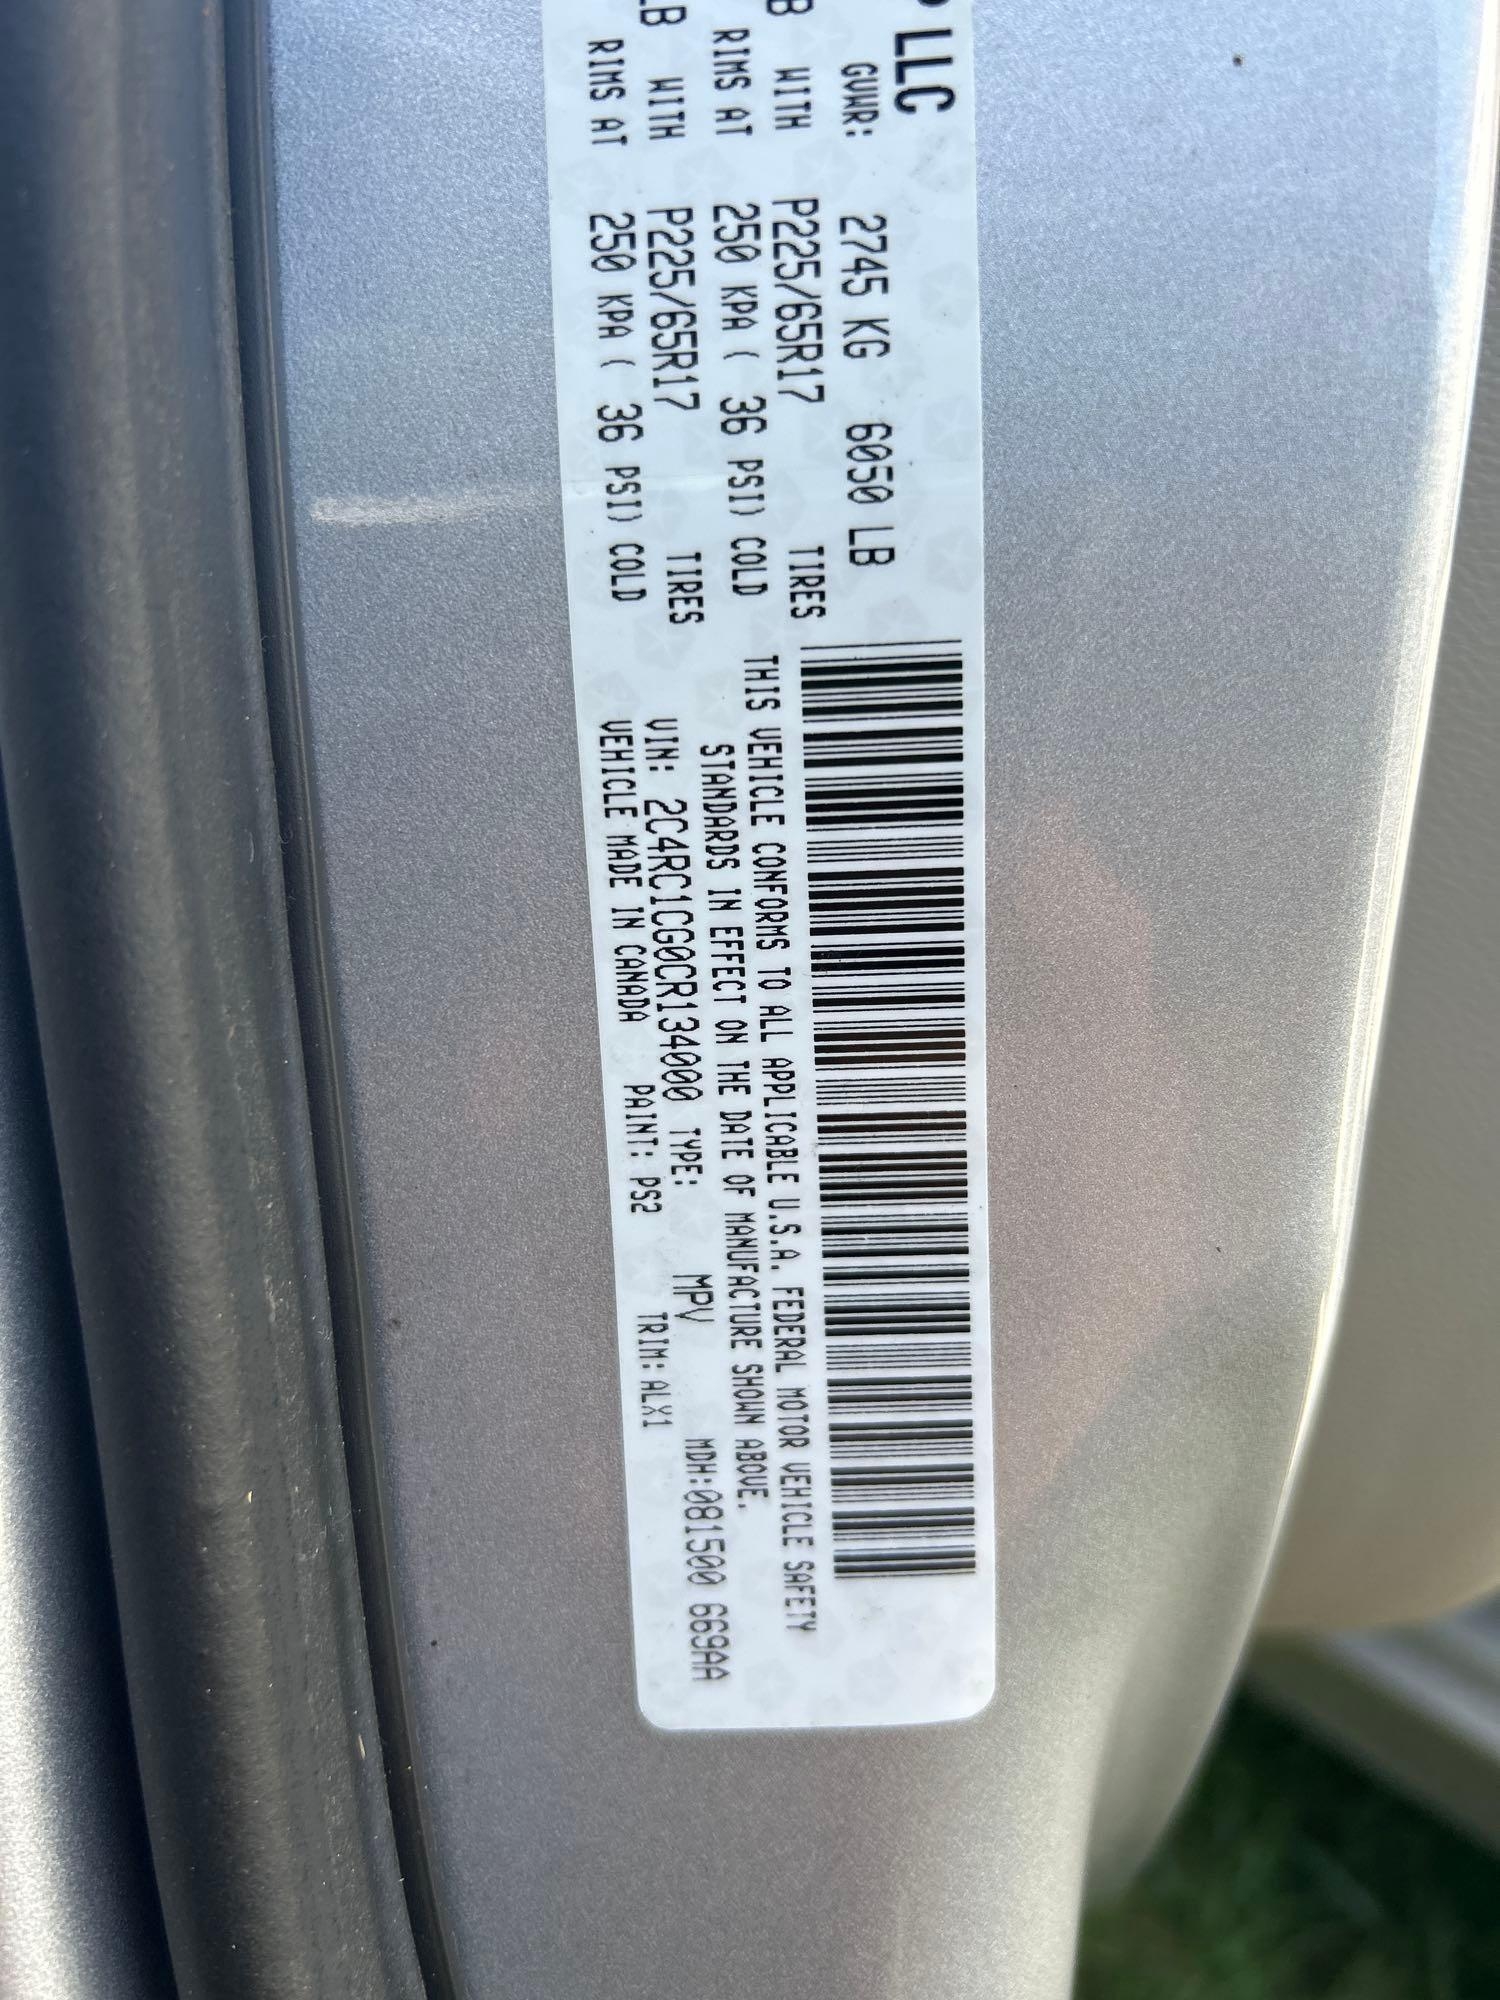 LLC
GVWR: 2745 KG 6050 LB
WITH P225/65R17 TIRES
RIMS AT 250 KPA ( 36 PSI) COLD
LB WITH P225/65R17 TIRES
RIMS AT 250 KPA ( 36 PSI) COLD
THIS VEHICLE CONFORMS TO ALL APPLICABLE U.S.A. FEDERAL MOTOR VEHICLE SAFETY
STANDARDS IN EFFECT ON THE DATE OF MANUFACTURE SHOWN ABOVE.
VIN: 2C4RC1CG0CR134000 TYPE: MPV MDH:081500 669AA
VEHICLE MADE IN CANADA PAINT: PS2 TRIM:ALX1